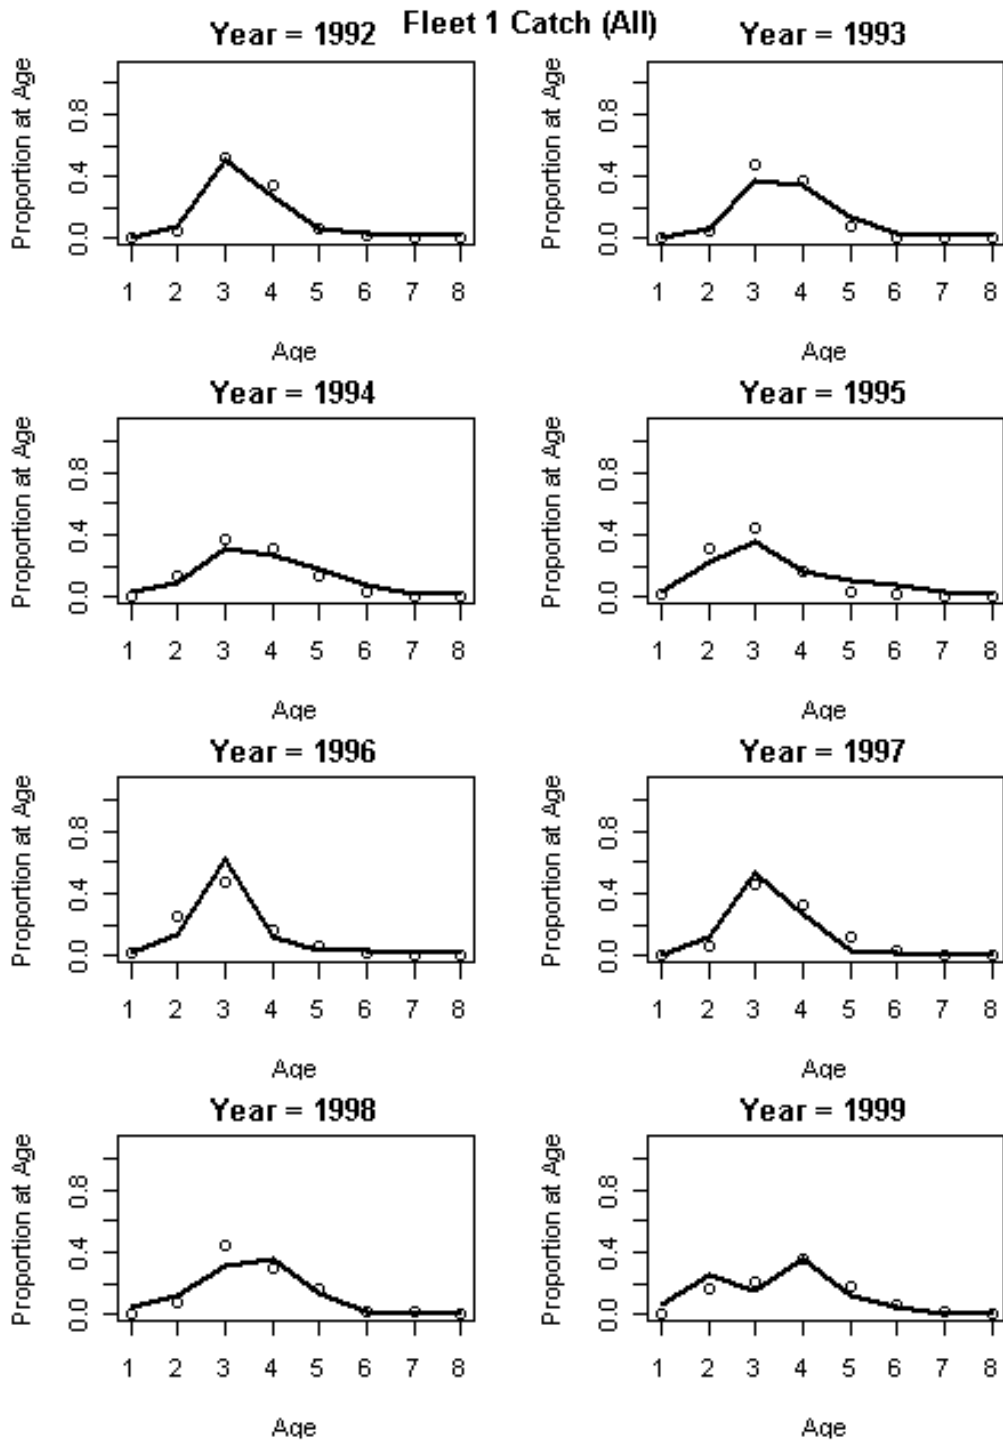 Fleet 1 Catch (All)
Year = 1992
Year = 1993
Proportion at Age
0.0 0.4 0.8
1 2 3 4 5 6 7 8
Age
Proportion at Age
0.0 0.4 0.8
1 2 3 4 5 6 7 8
Age
Year = 1994
Year = 1995
Proportion at Age
0.0 0.4 0.8
1 2 3 4 5 6 7 8
Age
Proportion at Age
0.0 0.4 0.8
1 2 3 4 5 6 7 8
Age
Year = 1996
Year = 1997
Proportion at Age
0.0 0.4 0.8
1 2 3 4 5 6 7 8
Age
Proportion at Age
0.0 0.4 0.8
1 2 3 4 5 6 7 8
Age
Year = 1998
Year = 1999
Proportion at Age
0.0 0.4 0.8
1 2 3 4 5 6 7 8
Age
Proportion at Age
0.0 0.4 0.8
1 2 3 4 5 6 7 8
Age